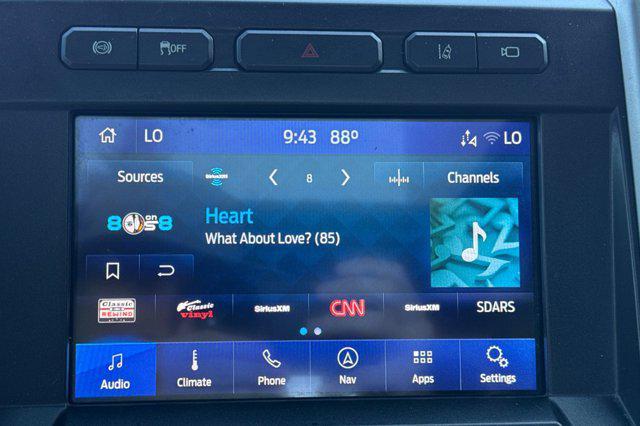 OFF
LO 9:43 88º LO
Sources SiriusXM 8 Channels
80s on 8
Heart
What About Love? (85)
Classic REWIND Classic vinyl SiriusXM CNN SiriusXM SDARS
Audio Climate Phone Nav Apps Settings